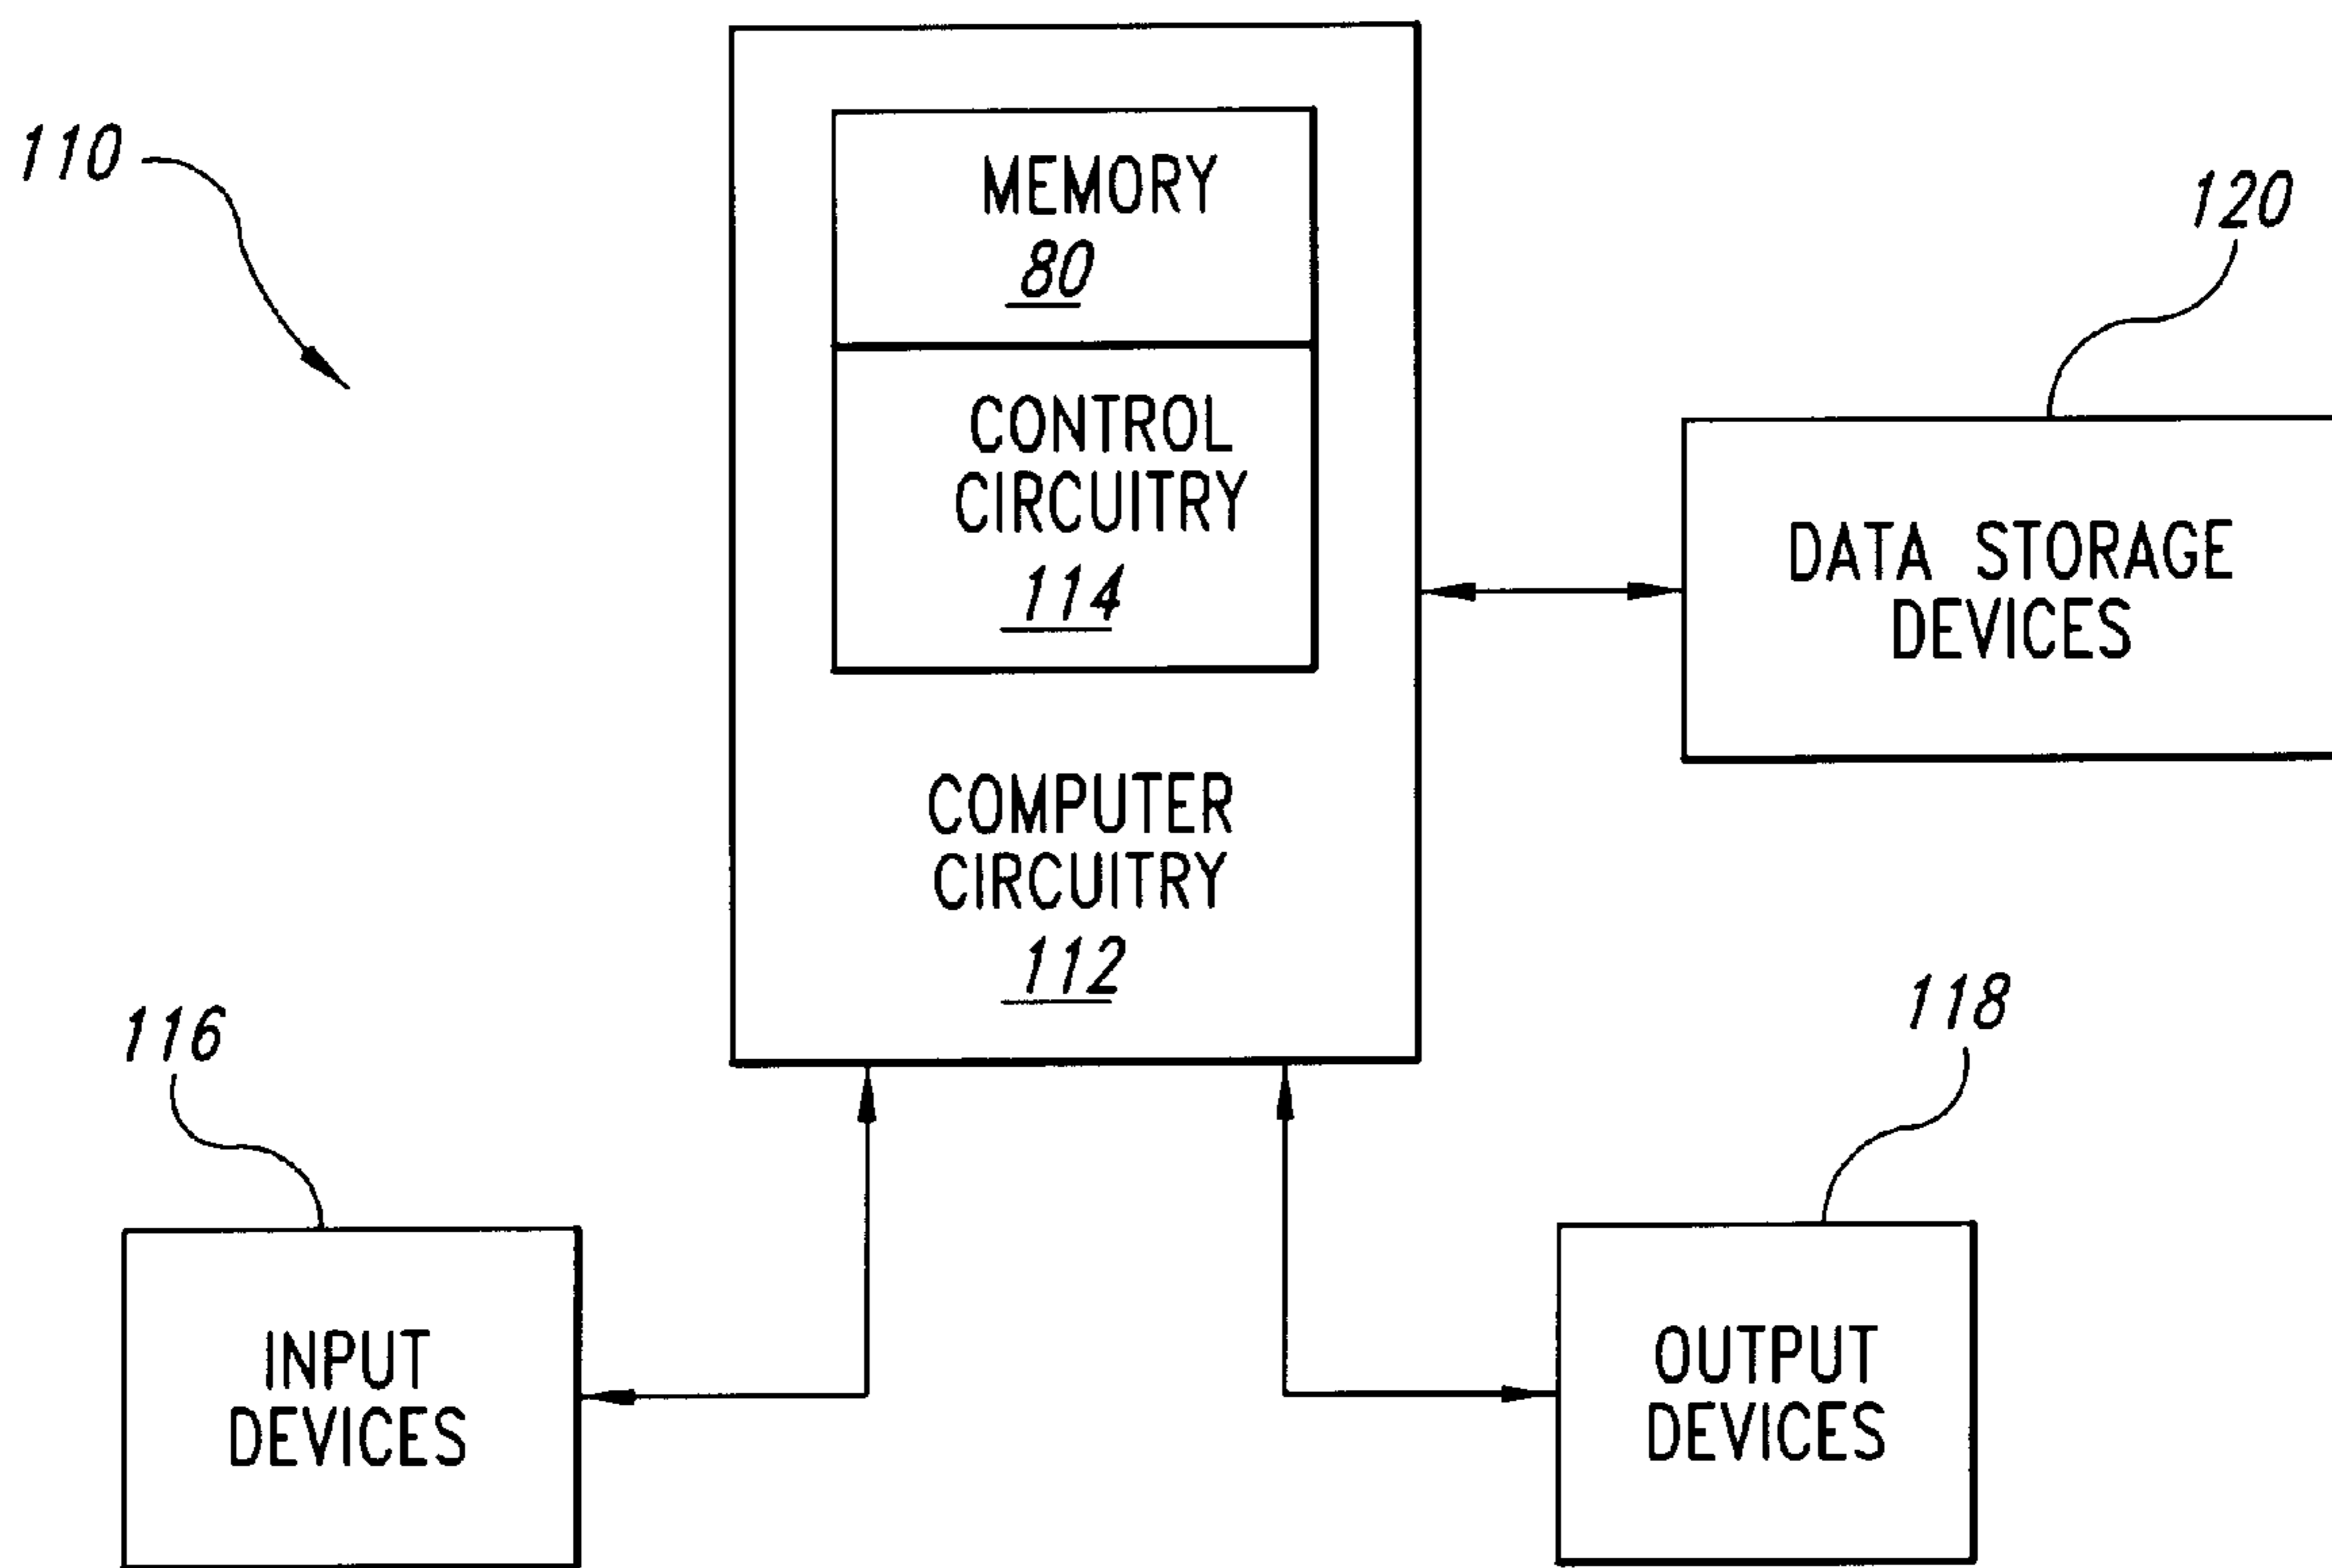 110
MEMORY
80
120
CONTROL
CIRCUITRY
114
DATA STORAGE
DEVICES
COMPUTER
CIRCUITRY
112
116
118
INPUT
DEVICES
OUTPUT
DEVICES